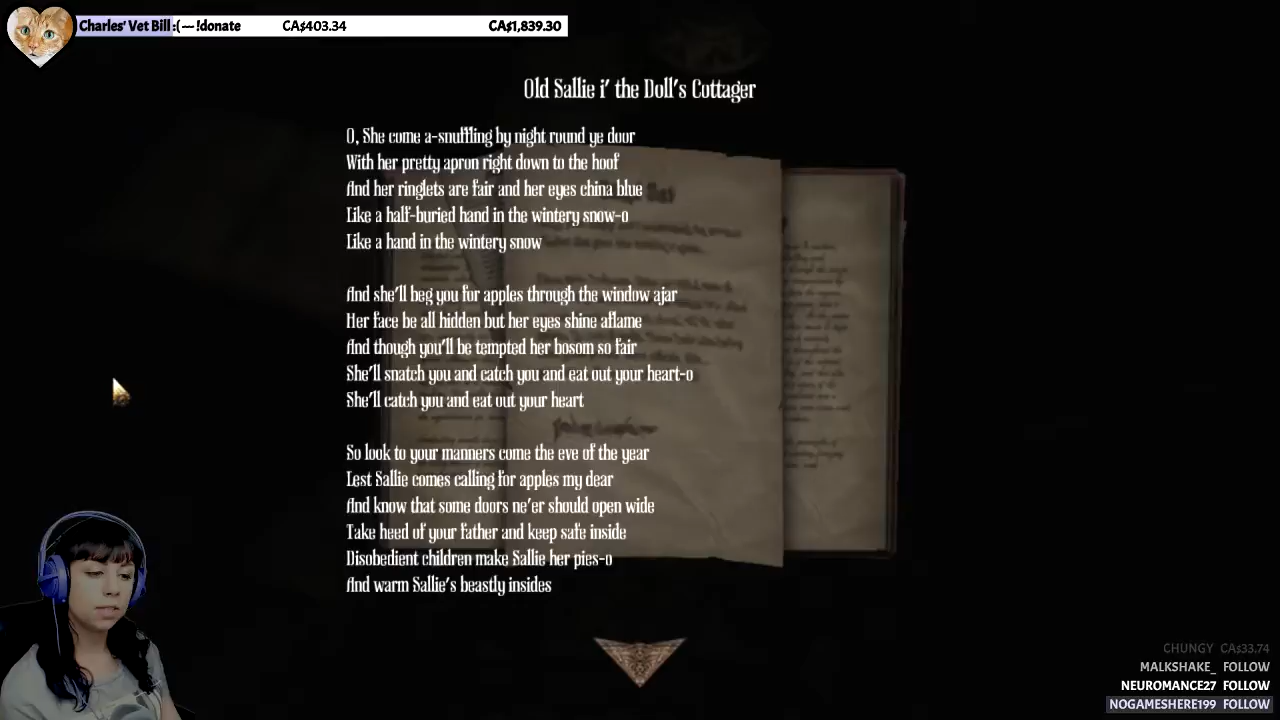 Charles' Vet Bill :( — !donate CA$403.34 CA$1,839.30
Old Sallie i' the Doll's Cottager
O, She come a-snuffling by night round ye door
With her pretty apron right down to the hoof
And her ringlets are fair and her eyes china blue
Like a half-buried hand in the wintery snow-o
Like a hand in the wintery snow
And she'll beg you for apples through the window ajar
Her face be all hidden but her eyes shine aflame
And though you'll be tempted her bosom so fair
She'll snatch you and catch you and eat out your heart-o
She'll catch you and eat out your heart
So look to your manners come the eve of the year
Lest Sallie comes calling for apples my dear
And know that some doors ne'er should open wide
Take heed of your father and keep safe inside
Disobedient children make Sallie her pies-o
And warm Sallie's beastly insides
CHUNGY CA$33.74
MALKSHAKE_ FOLLOW
NEUROMANCE27 FOLLOW
NOGAMESHERE199 FOLLOW